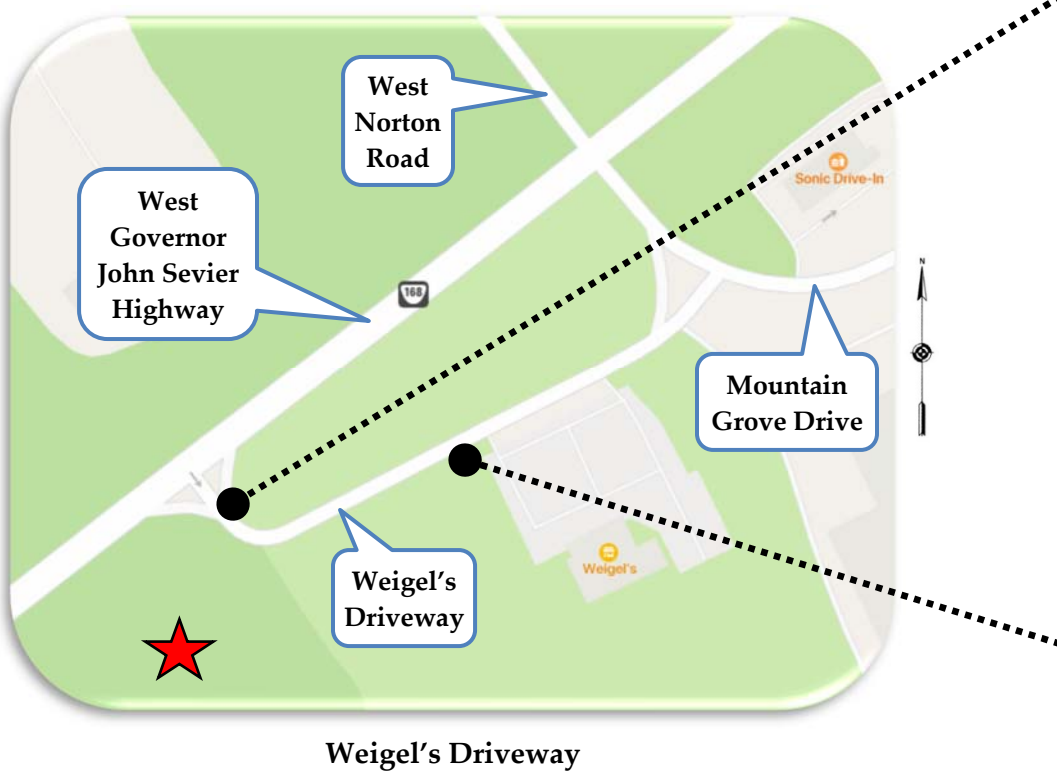 West
Norton
Road
Sonic Drive-In
West
Governor
John Sevier
Highway
168
N
Mountain
Grove Drive
Weigel's
Weigel’s
Driveway
Weigel’s Driveway